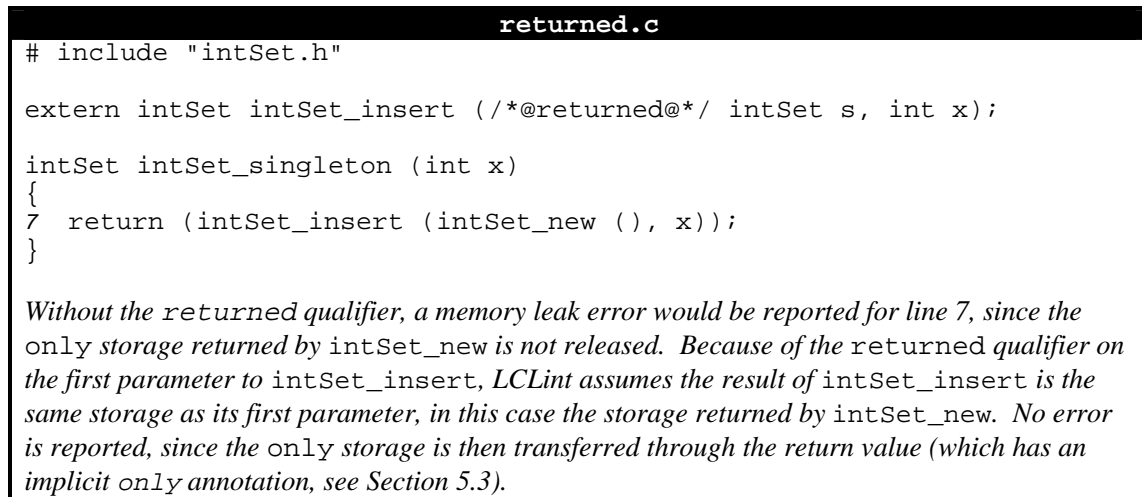 returned.c
# include "intSet.h"
extern intSet intSet_insert (/*@returned@*/ intSet s, int x);
intSet intSet_singleton (int x)
{
7  return (intSet_insert (intSet_new (), x));
}
Without the returned qualifier, a memory leak error would be reported for line 7, since the
only storage returned by intSet_new is not released.  Because of the returned qualifier on
the first parameter to intSet_insert, LCLint assumes the result of intSet_insert is the
same storage as its first parameter, in this case the storage returned by intSet_new.  No error
is reported, since the only storage is then transferred through the return value (which has an
implicit only annotation, see Section 5.3).